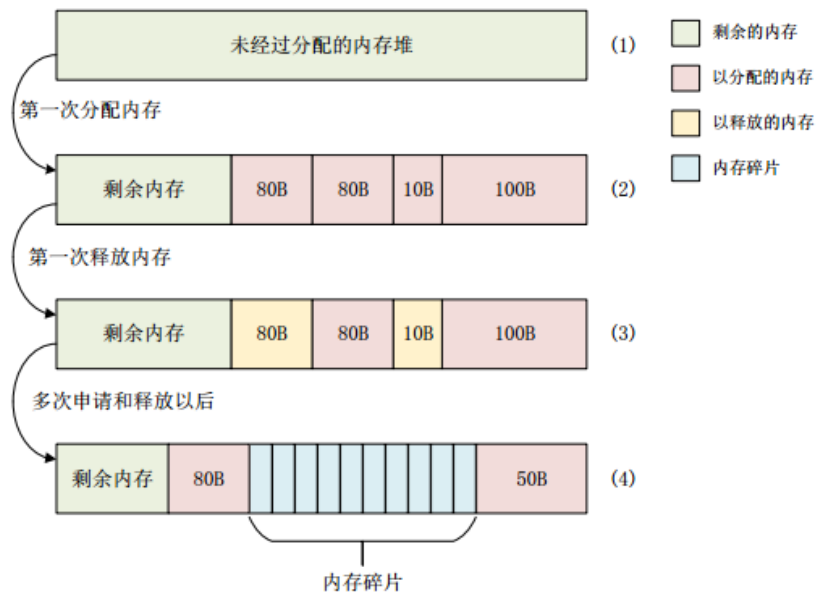 未经过分配的内存堆 (1)
剩余的内存
以分配的内存
以释放的内存
内存碎片
第一次分配内存
剩余内存 80B 80B 10B 100B (2)
第一次释放内存
剩余内存 80B 80B 10B 100B (3)
多次申请和释放以后
剩余内存 80B 50B (4)
内存碎片